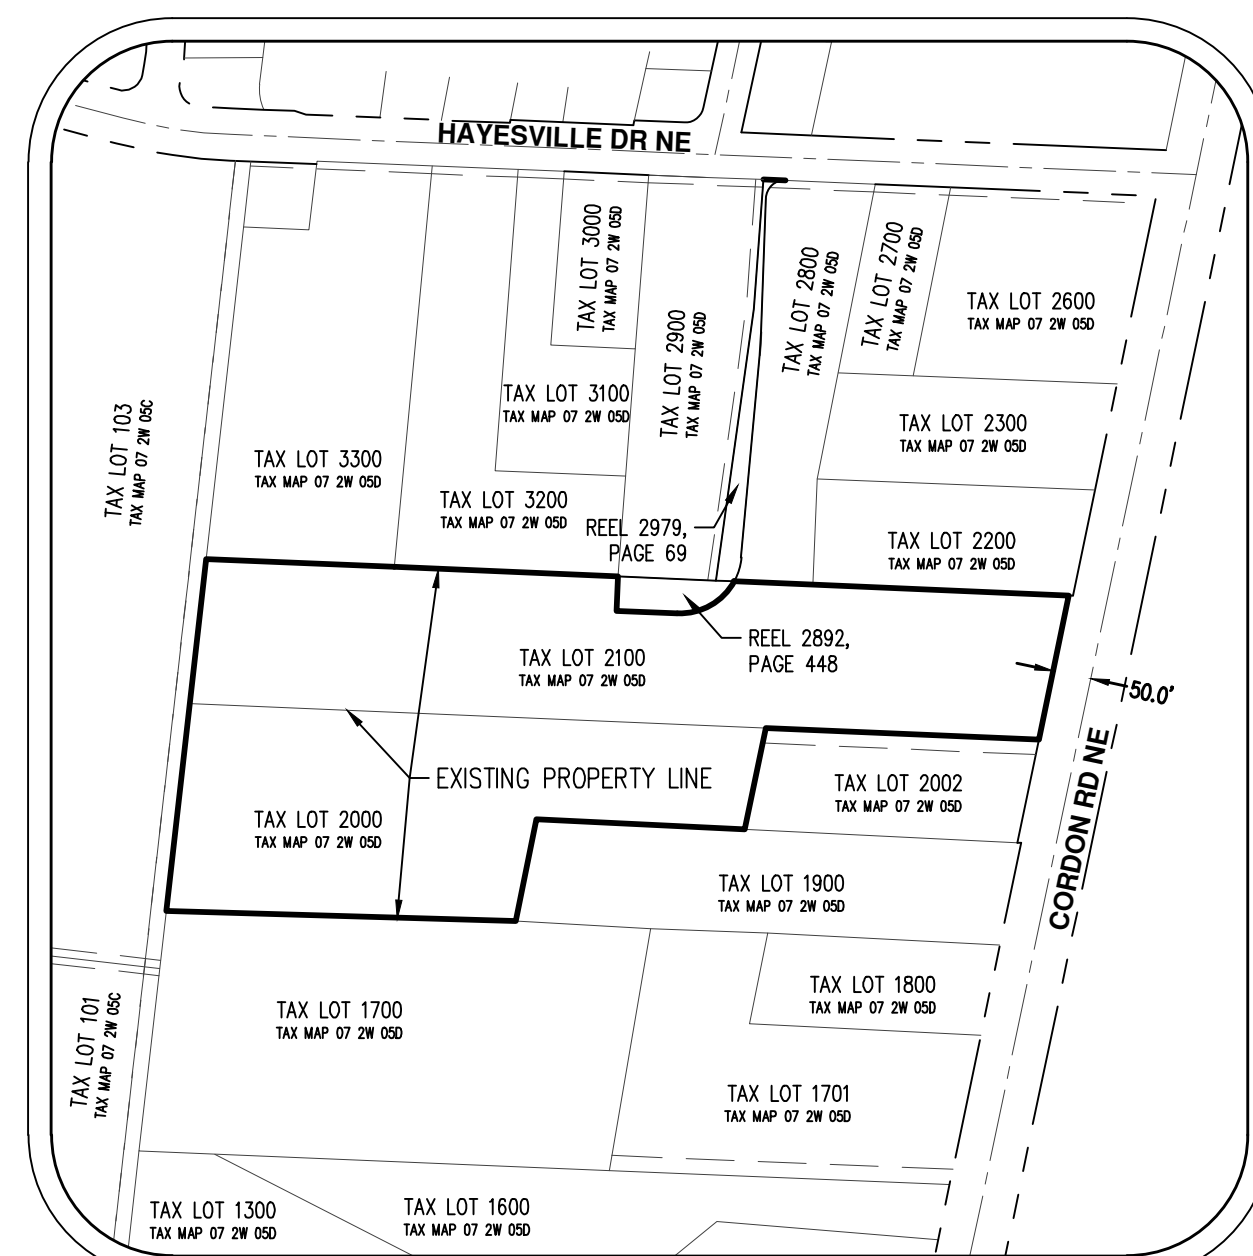 HAYESVILLE DR NE
TAX LOT 3000
TAX MAP 07 2W 05D
TAX LOT 2900
TAX MAP 07 2W 05D
TAX LOT 2800
TAX MAP 07 2W 05D
TAX LOT 2700
TAX MAP 07 2W 05D
TAX LOT 2600
TAX MAP 07 2W 05D
TAX LOT 3100
TAX MAP 07 2W 05D
TAX LOT 2300
TAX MAP 07 2W 05D
TAX LOT 103
TAX MAP 07 2W 05C
TAX LOT 3300
TAX MAP 07 2W 05D
TAX LOT 3200
TAX MAP 07 2W 05D
REEL 2979,
PAGE 69
TAX LOT 2200
TAX MAP 07 2W 05D
REEL 2892,
PAGE 448
TAX LOT 2100
TAX MAP 07 2W 05D
50.0'
EXISTING PROPERTY LINE
TAX LOT 2002
TAX MAP 07 2W 05D
CORDON RD NE
TAX LOT 2000
TAX MAP 07 2W 05D
TAX LOT 1900
TAX MAP 07 2W 05D
TAX LOT 1800
TAX MAP 07 2W 05D
TAX LOT 1700
TAX MAP 07 2W 05D
TAX LOT 101
TAX MAP 07 2W 05C
TAX LOT 1701
TAX MAP 07 2W 05D
TAX LOT 1300
TAX MAP 07 2W 05D
TAX LOT 1600
TAX MAP 07 2W 05D